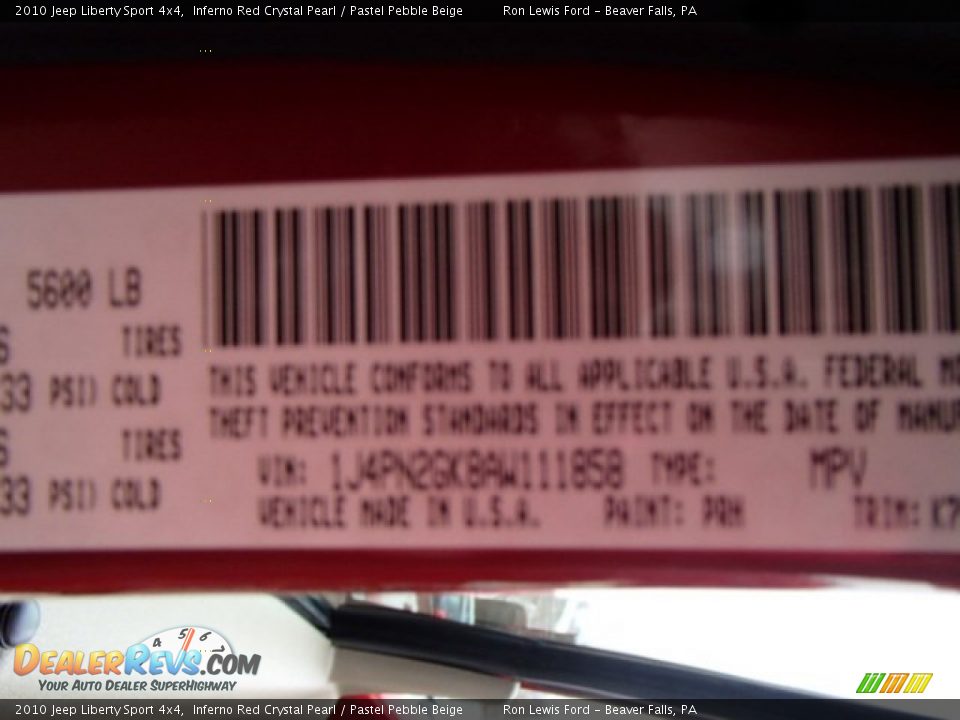 2010 Jeep Liberty Sport 4x4, Inferno Red Crystal Pearl / Pastel Pebble Beige Ron Lewis Ford - Beaver Falls, PA
5600 LB
TIRES
33 PSI) COLD
TIRES
33 PSI) COLD
THIS VEHICLE CONFORMS TO ALL APPLICABLE U.S.A. FEDERAL
THEFT PREVENTION STANDARDS IN EFFECT ON THE DATE OF
VIN: 1J4PN2GK8AW111858 TYPE: MPV
VEHICLE MADE IN U.S.A. PAINT: PRH TRIM: K7
4 5 6
DealerRevs.com
Your Auto Dealer SuperHighway
2010 Jeep Liberty Sport 4x4, Inferno Red Crystal Pearl / Pastel Pebble Beige Ron Lewis Ford - Beaver Falls, PA